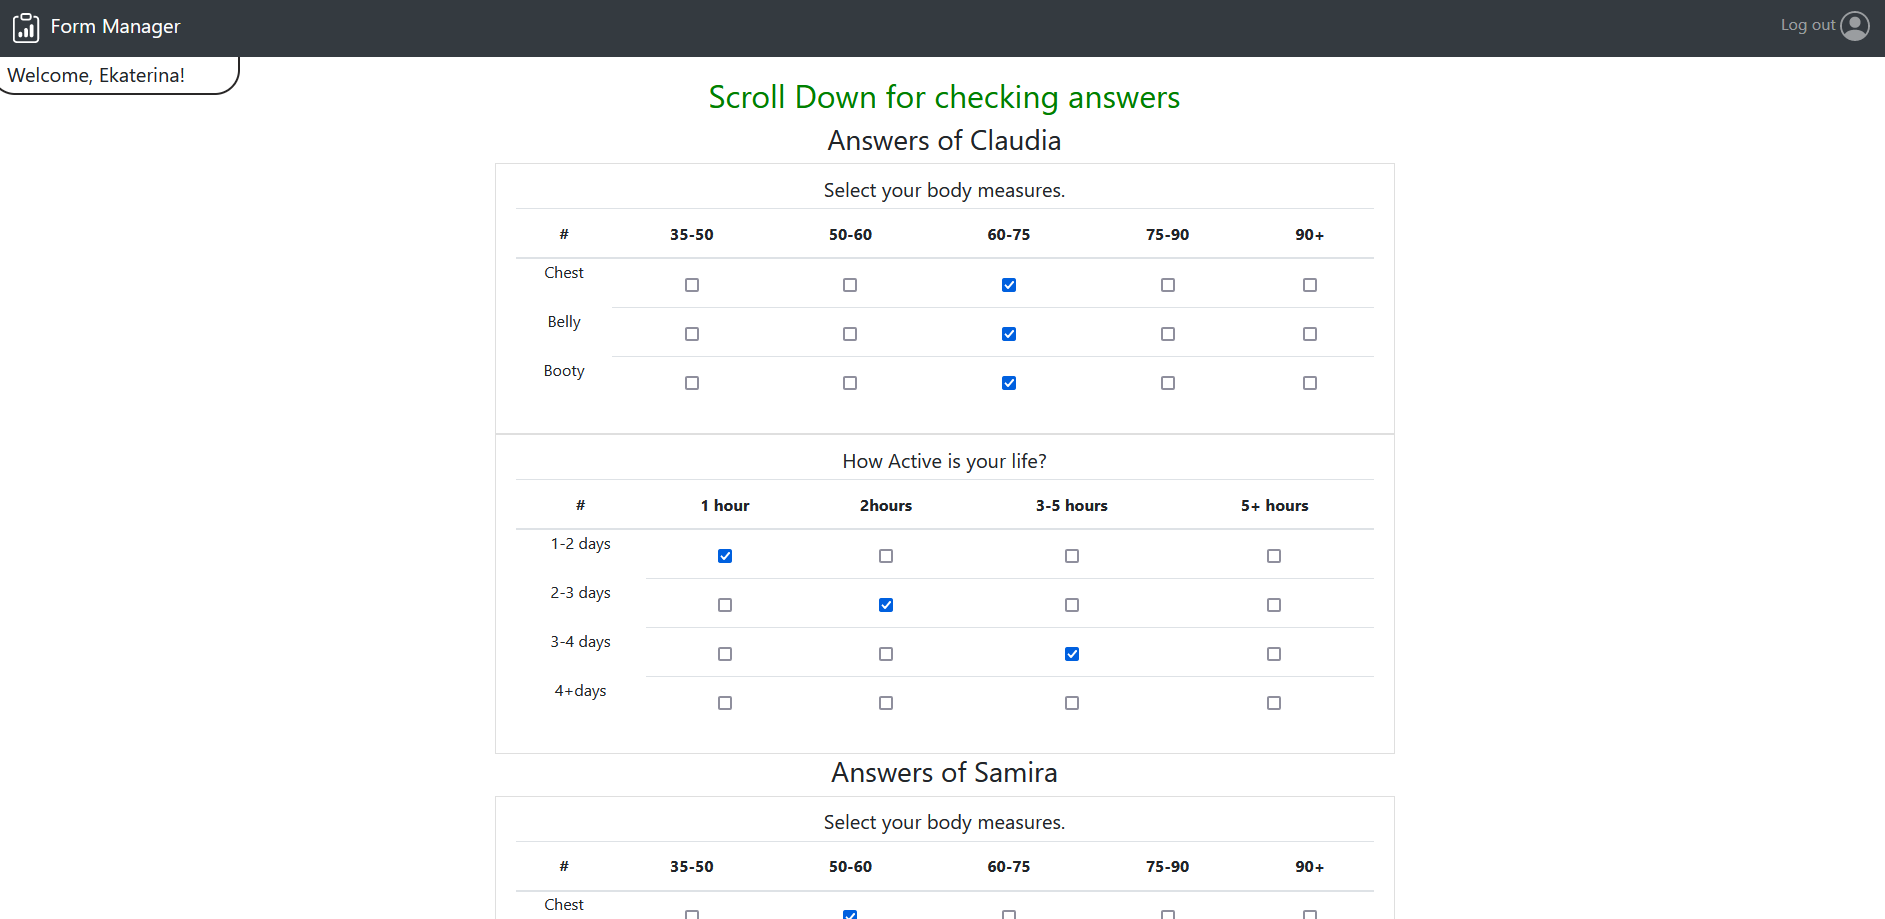 Form Manager
Log out
Welcome, Ekaterina!
Scroll Down for checking answers
Answers of Claudia
Select your body measures.
# 35-50 50-60 60-75 75-90 90+
Chest
Belly
Booty
How Active is your life?
# 1 hour 2hours 3-5 hours 5+ hours
1-2 days
2-3 days
3-4 days
4+days
Answers of Samira
Select your body measures.
# 35-50 50-60 60-75 75-90 90+
Chest